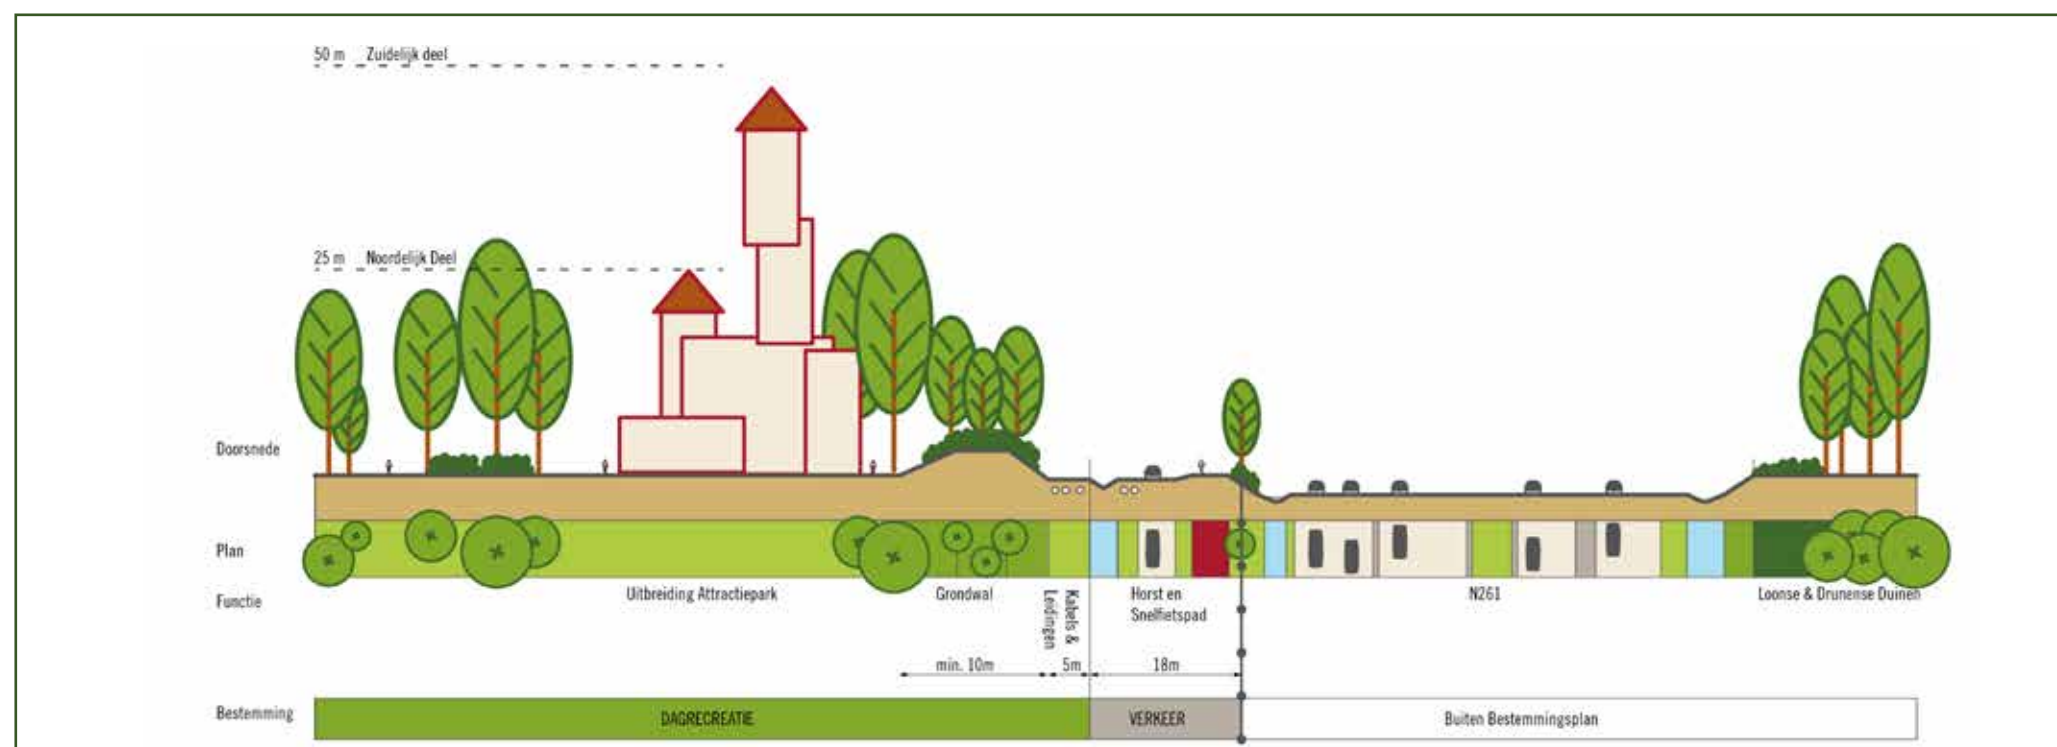 50 m Zuidelijk deel
25 m Noordelijk Deel
Doorsnede
Plan
Functie
Uitbreiding Attractiepark
Grondwal
Kabels &
Leidingen
Horst en
Snelfietspad
N261
Loonse & Drunense Duinen
min. 10m
5m
18m
Bestemming
DAGRECREATIE
VERKEER
Buiten Bestemmingsplan